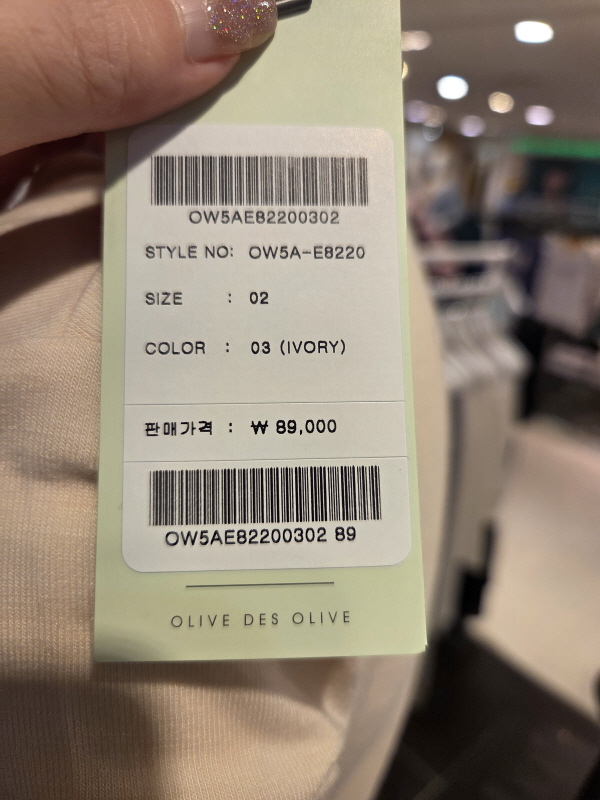 OW5AE82200302
STYLE NO: OW5A-E8220
SIZE : 02
COLOR : 03 (IVORY)
판매가격 : ₩ 89,000
OW5AE82200302 89
OLIVE DES OLIVE